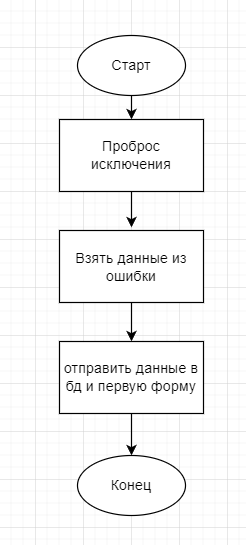 Старт
Проброс
исключения
Взять данные из
ошибки
отправить данные в
бд и первую форму
Конец